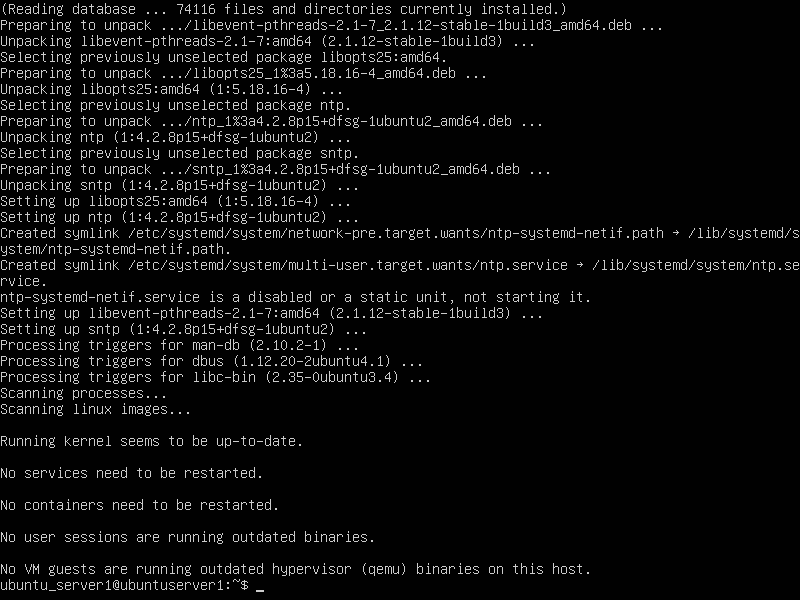 (Reading database ... 74116 files and directories currently installed.)
Preparing to unpack .../libevent-pthreads-2.1-7_2.1.12-stable-1build3_amd64.deb ...
Unpacking libevent-pthreads-2.1-7:amd64 (2.1.12-stable-1build3) ...
Selecting previously unselected package libopts25:amd64.
Preparing to unpack .../libopts25_1%3a5.18.16-4_amd64.deb ...
Unpacking libopts25:amd64 (1:5.18.16-4) ...
Selecting previously unselected package ntp.
Preparing to unpack .../ntp_1%3a4.2.8p15+dfsg-1ubuntu2_amd64.deb ...
Unpacking ntp (1:4.2.8p15+dfsg-1ubuntu2) ...
Selecting previously unselected package sntp.
Preparing to unpack .../sntp_1%3a4.2.8p15+dfsg-1ubuntu2_amd64.deb ...
Unpacking sntp (1:4.2.8p15+dfsg-1ubuntu2) ...
Setting up libopts25:amd64 (1:5.18.16-4) ...
Setting up ntp (1:4.2.8p15+dfsg-1ubuntu2) ...
Created symlink /etc/systemd/system/network-pre.target.wants/ntp-systemd-netif.path → /lib/systemd/s
ystem/ntp-systemd-netif.path.
Created symlink /etc/systemd/system/multi-user.target.wants/ntp.service → /lib/systemd/system/ntp.se
rvice.
ntp-systemd-netif.service is a disabled or a static unit, not starting it.
Setting up libevent-pthreads-2.1-7:amd64 (2.1.12-stable-1build3) ...
Setting up sntp (1:4.2.8p15+dfsg-1ubuntu2) ...
Processing triggers for man-db (2.10.2-1) ...
Processing triggers for dbus (1.12.20-2ubuntu4.1) ...
Processing triggers for libc-bin (2.35-0ubuntu3.4) ...
Scanning processes...
Scanning linux images...
Running kernel seems to be up-to-date.
No services need to be restarted.
No containers need to be restarted.
No user sessions are running outdated binaries.
No VM guests are running outdated hypervisor (qemu) binaries on this host.
ubuntu_server1@ubuntuserver1:~$ _